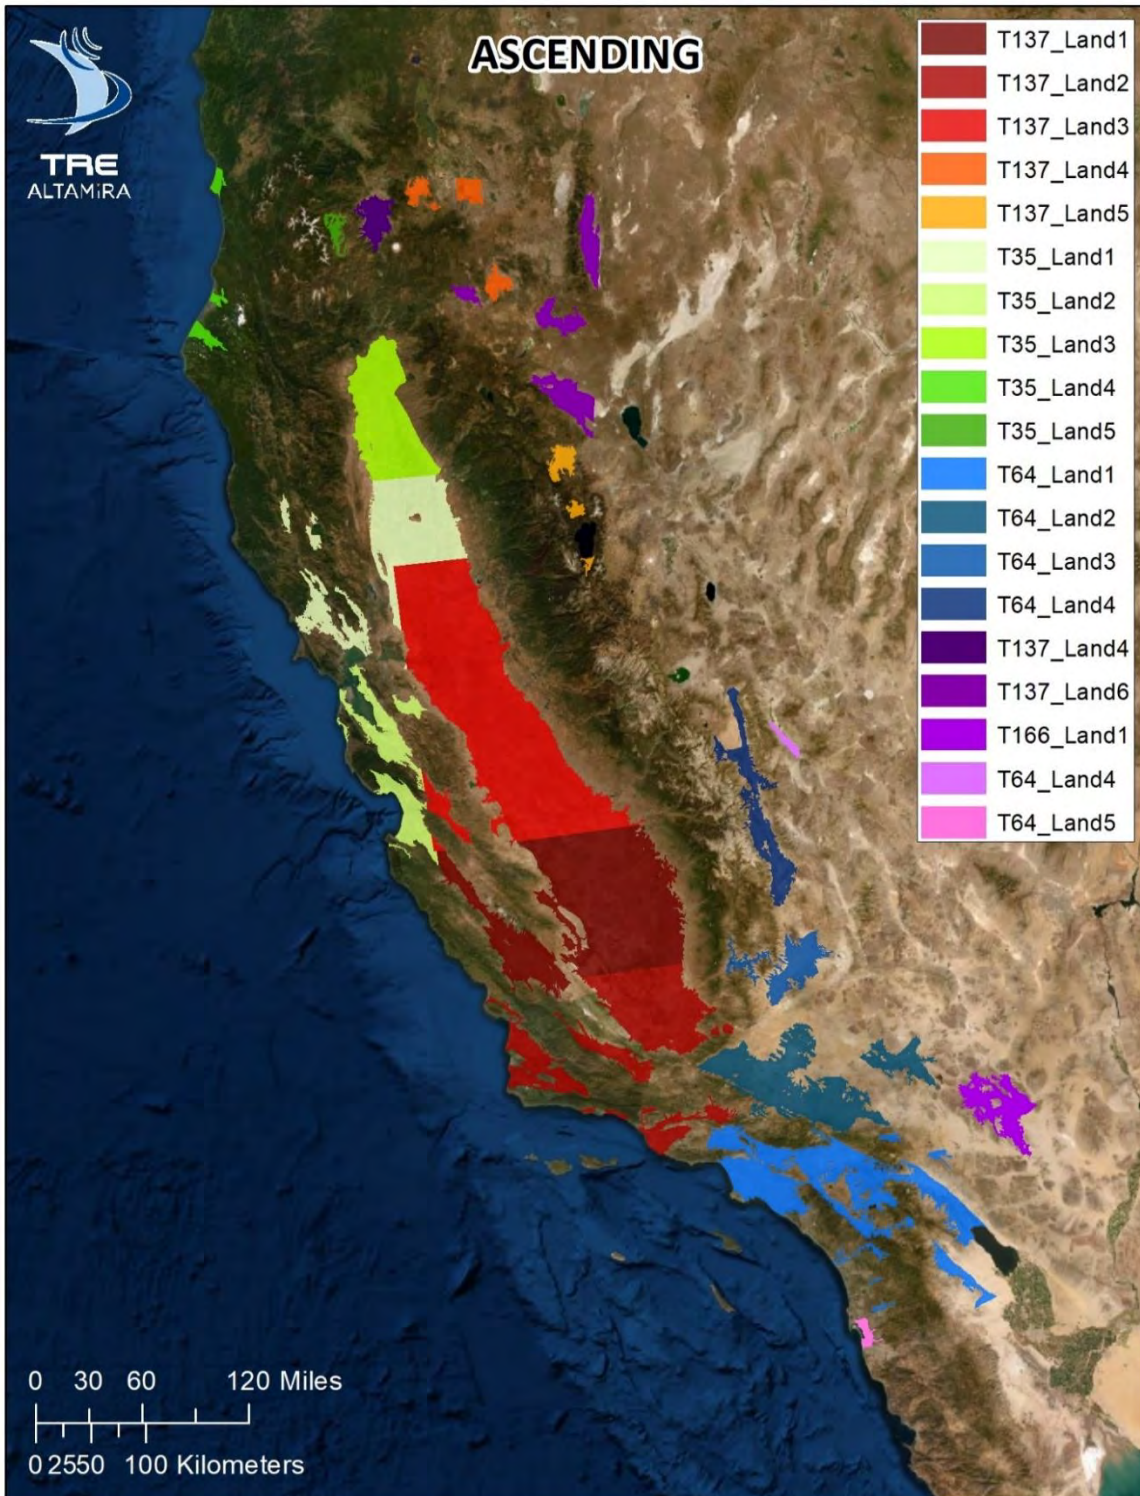 ASCENDING
TRE
ALTAMiRA
T137_Land1
T137_Land2
T137_Land3
T137_Land4
T137_Land5
T35_Land1
T35_Land2
T35_Land3
T35_Land4
T35_Land5
T64_Land1
T64_Land2
T64_Land3
T64_Land4
T137_Land4
T137_Land6
T166_Land1
T64_Land4
T64_Land5
0 30 60 120 Miles
0 25 50 100 Kilometers